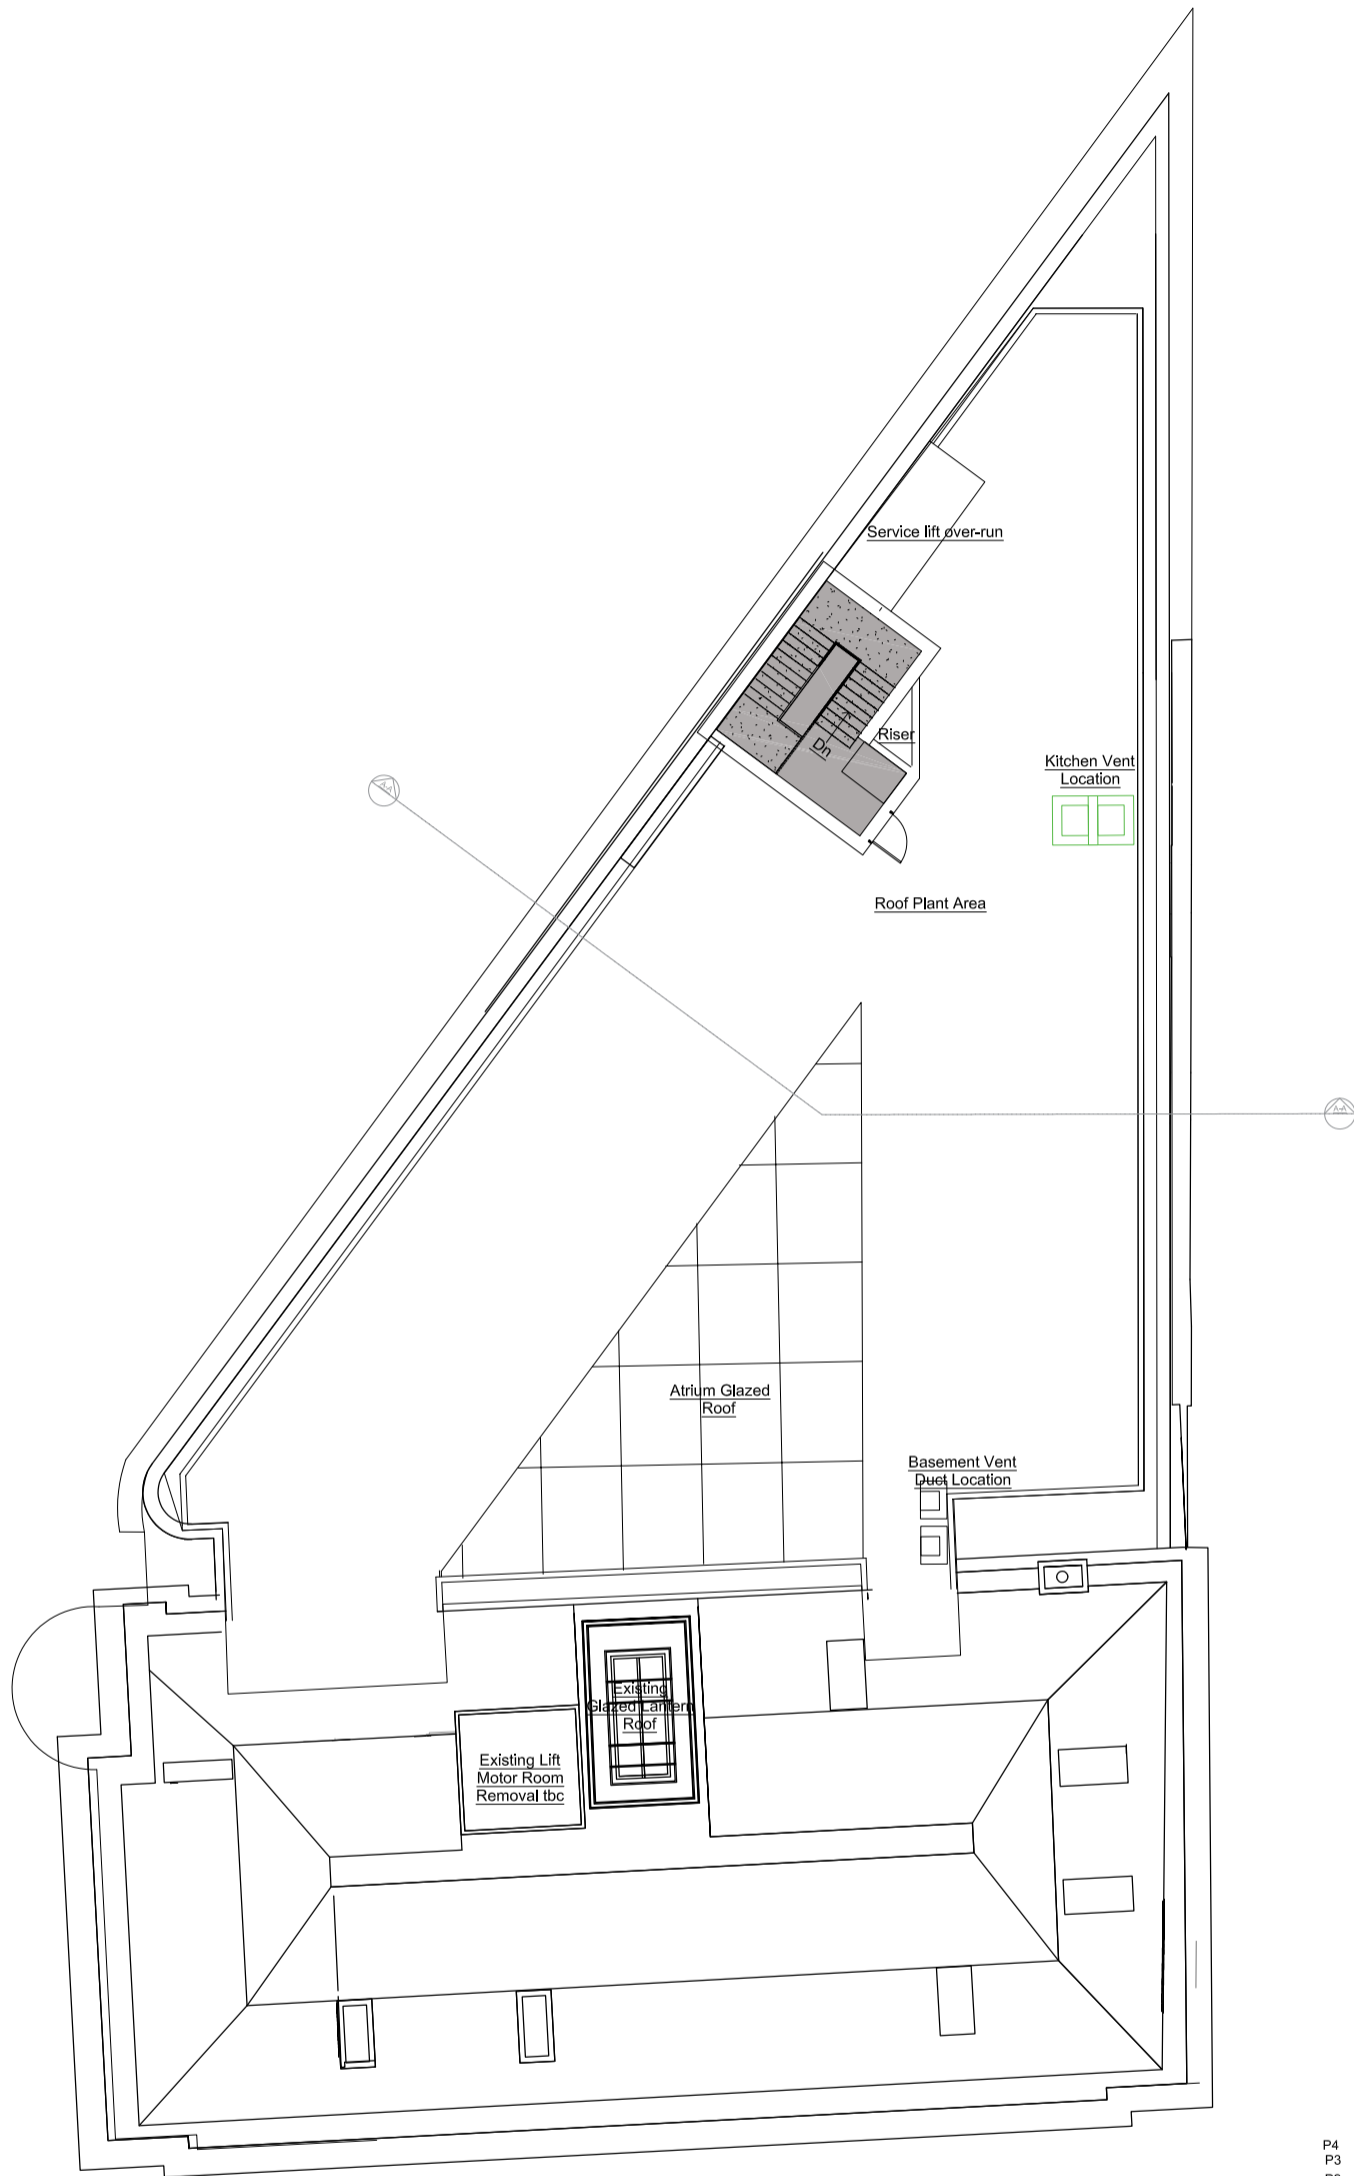 Service lift over-run
Riser
Dn
Kitchen Vent
Location
A-A
Roof Plant Area
A-A
Atrium Glazed
Roof
Basement Vent
Duct Location
Existing
Glazed Lantern
Roof
Existing Lift
Motor Room
Removal tbc
P4
P3